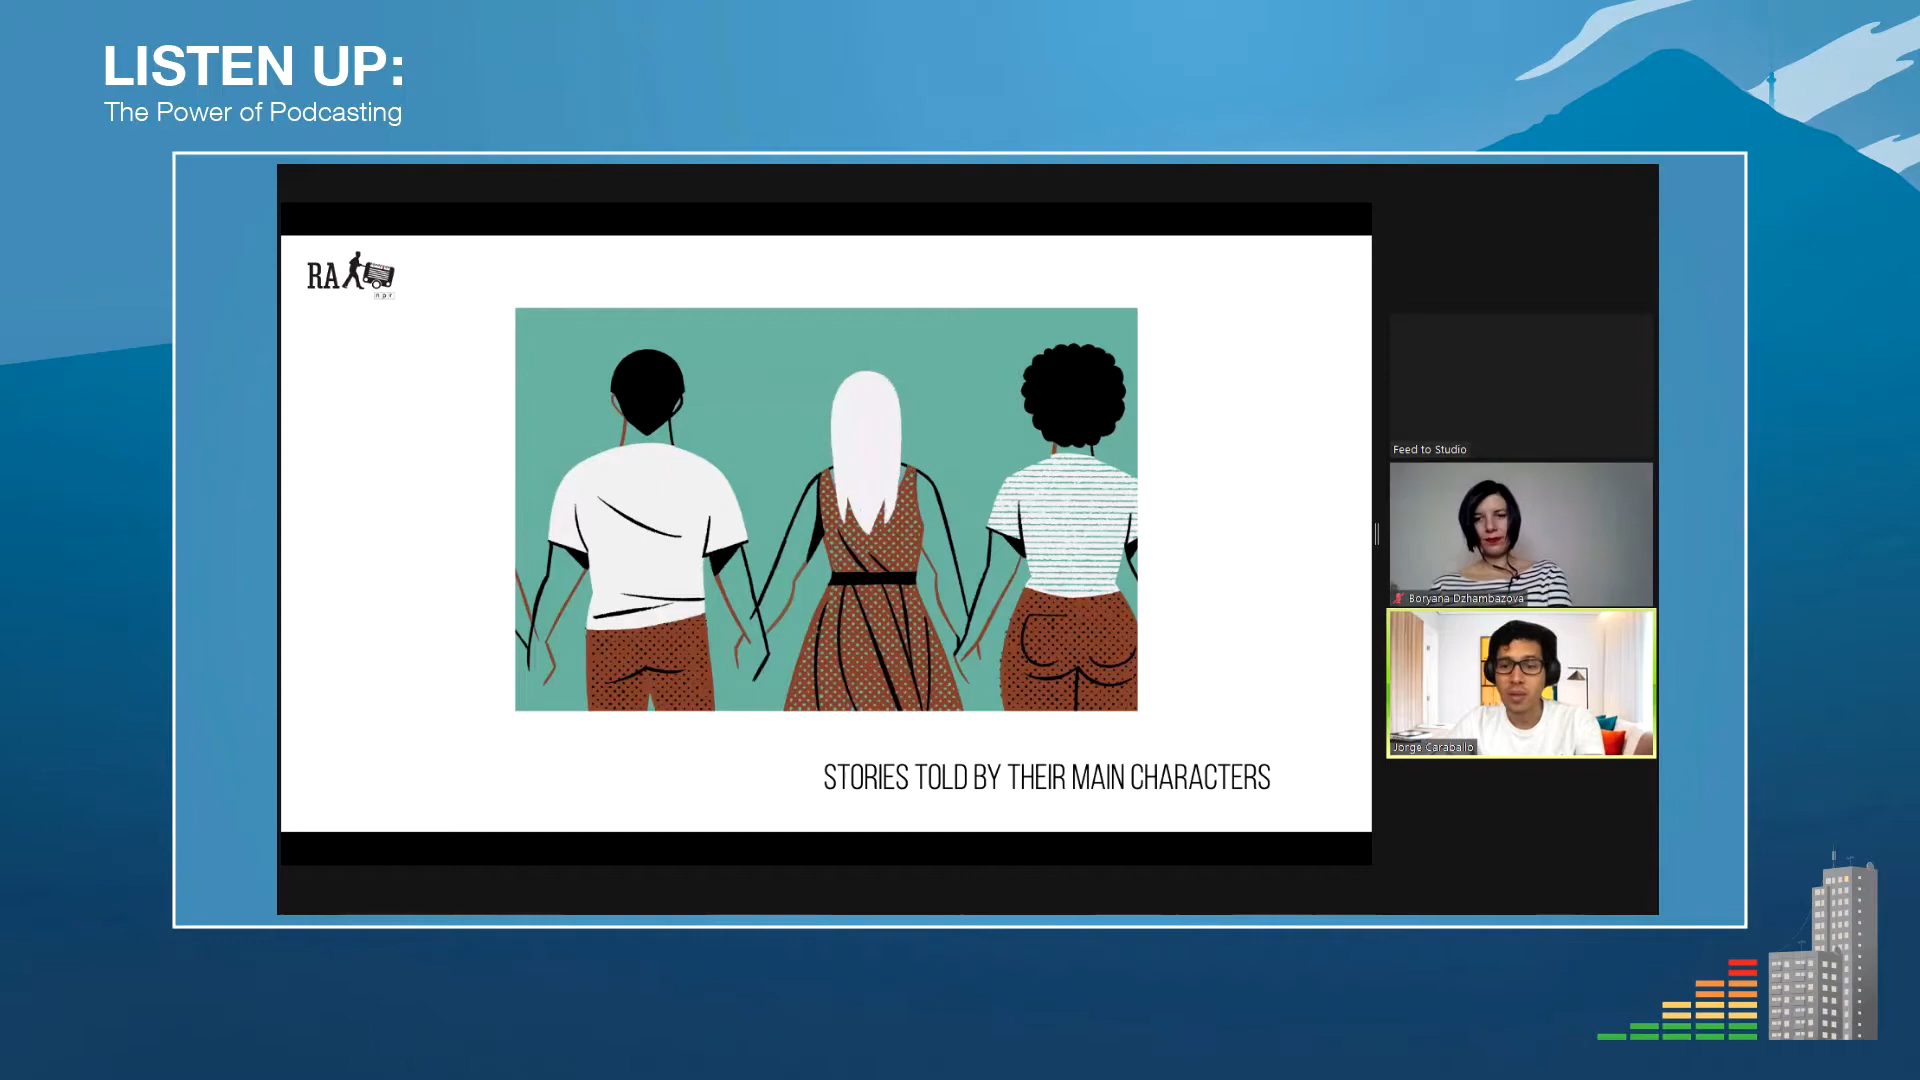 LISTEN UP:
The Power of Podcasting
RA
npr
STORIES TOLD BY THEIR MAIN CHARACTERS
Feed to Studio
Boryana Dzhambazova
Jorge Caraballo